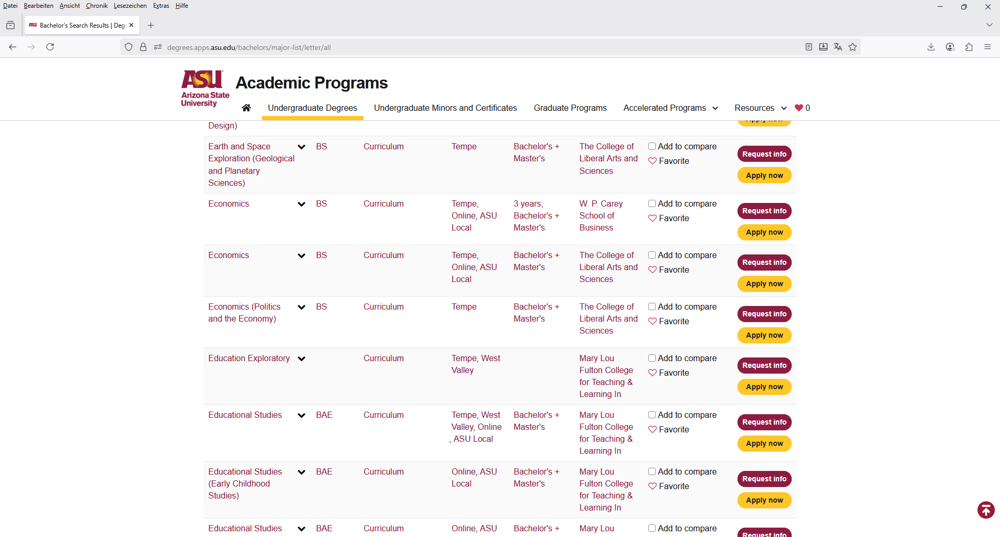 Datei Bearbeiten Ansicht Chronik Lesezeichen Extras Hilfe
ASU Bachelor's Search Results | Degr
degrees.apps.asu.edu/bachelors/major-list/letter/all
ASU
Arizona State
University
Academic Programs
Undergraduate Degrees Undergraduate Minors and Certificates Graduate Programs Accelerated Programs Resources 0
Design)
Apply now
Earth and Space BS Curriculum Tempe Bachelor's + The College of Add to compare
Exploration (Geological Master's Liberal Arts and Favorite Request info
and Planetary Sciences Apply now
Sciences)
Economics BS Curriculum Tempe, 3 years, W. P. Carey Add to compare
Online, ASU Bachelor's + School of Favorite Request info
Local Master's Business Apply now
Economics BS Curriculum Tempe, Bachelor's + The College of Add to compare
Online, ASU Master's Liberal Arts and Favorite Request info
Local Sciences Apply now
Economics (Politics BS Curriculum Tempe Bachelor's + The College of Add to compare
and the Economy) Master's Liberal Arts and Favorite Request info
Sciences Apply now
Education Exploratory Curriculum Tempe, West Mary Lou Add to compare
Valley Fulton College Favorite Request info
for Teaching & Apply now
Learning In
Educational Studies BAE Curriculum Tempe, West Bachelor's + Mary Lou Add to compare
Valley, Online Master's Fulton College Favorite Request info
, ASU Local for Teaching & Apply now
Learning In
Educational Studies BAE Curriculum Online, ASU Bachelor's + Mary Lou Add to compare
(Early Childhood Local Master's Fulton College Favorite Request info
Studies) for Teaching & Apply now
Learning In
Educational Studies BAE Curriculum Online, ASU Bachelor's + Mary Lou Add to compare
Request info